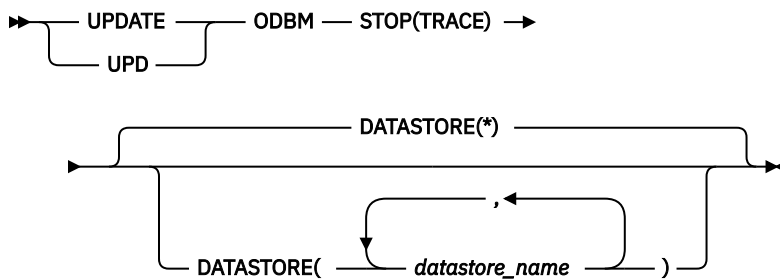 UPDATE ODBM STOP(TRACE)
UPD
DATASTORE(*)
,
DATASTORE( datastore_name )